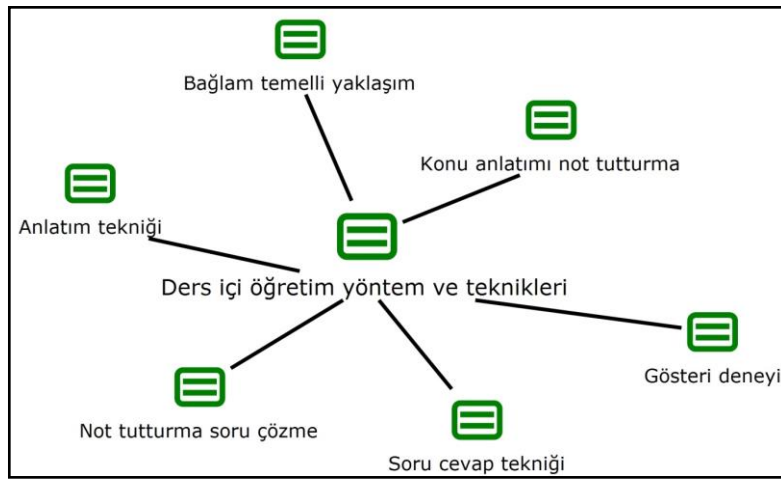 Bağlam temelli yaklaşım
Konu anlatımı not tutturma
Anlatım tekniği
Ders içi öğretim yöntem ve teknikleri
Gösteri deneyi
Not tutturma soru çözme
Soru cevap tekniği